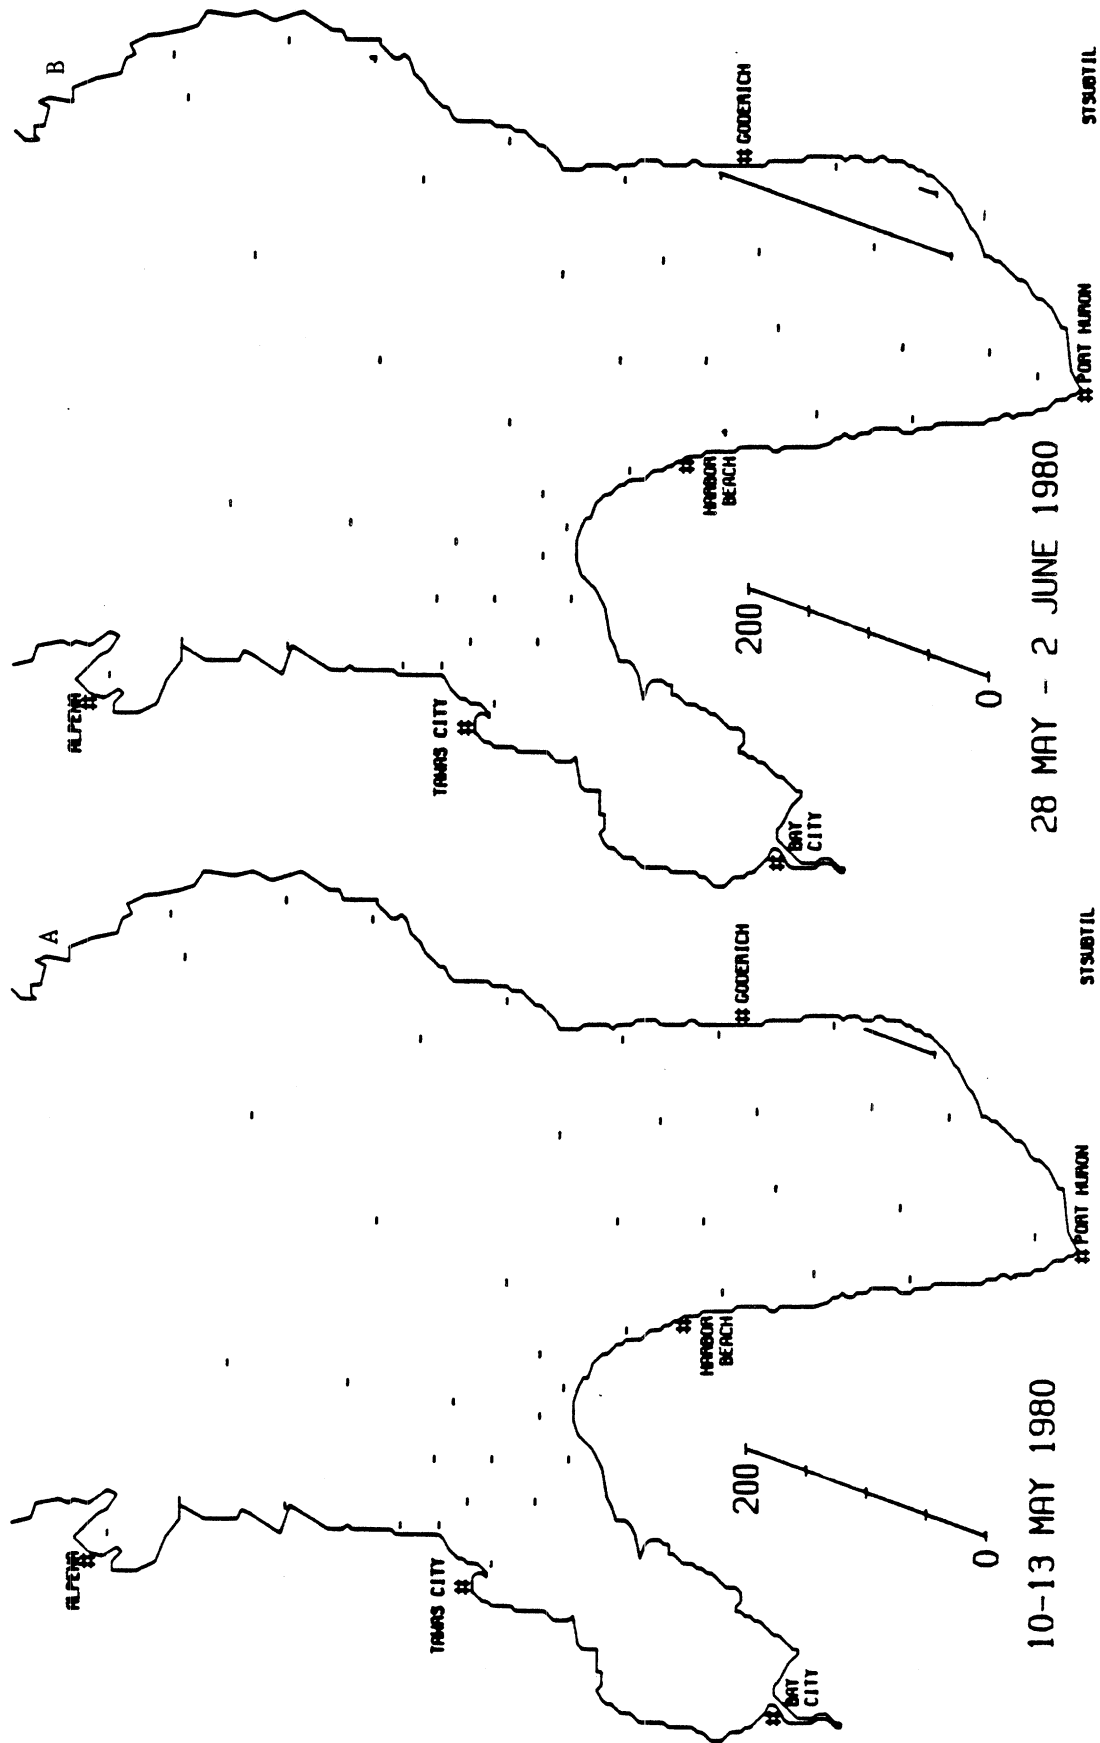 B
ALPENA
#
TAWAS CITY
#
# GODERICH
#
HARBOR
BEACH
#
BAY
CITY
# PORT HURON
200
0
28 MAY - 2 JUNE 1980
STSUBTIL
A
ALPENA
#
TAWAS CITY
#
# GODERICH
#
HARBOR
BEACH
#
BAY
CITY
# PORT HURON
200
0
10-13 MAY 1980
STSUBTIL